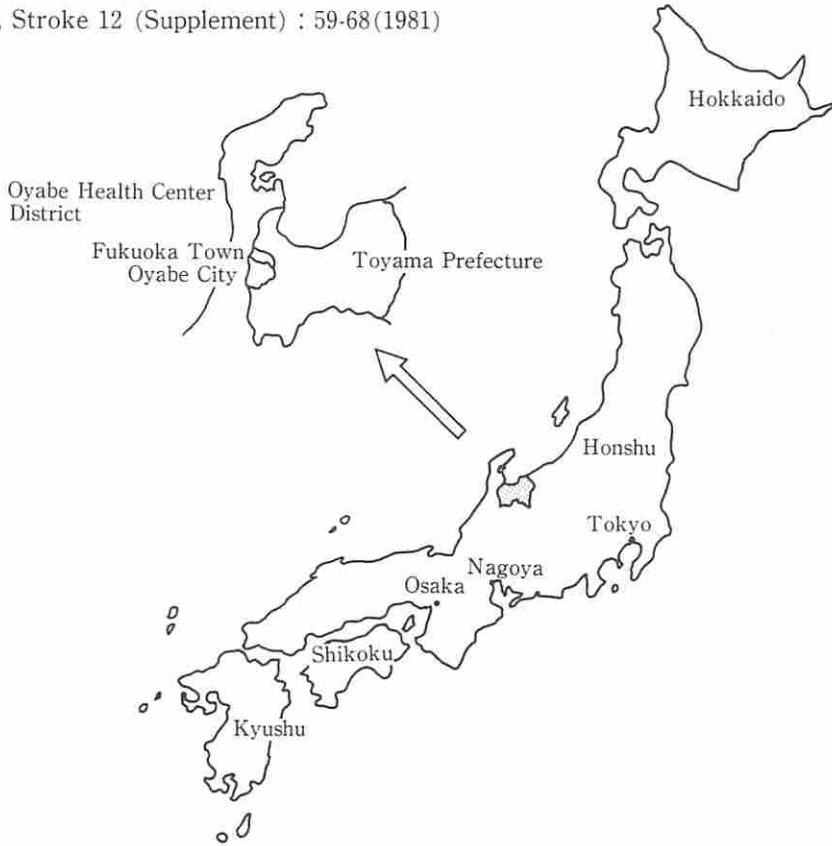 Stroke 12 (Supplement) : 59-68(1981)
Hokkaido
Oyabe Health Center
District
Fukuoka Town
Oyabe City
Toyama Prefecture
Honshu
Tokyo
Nagoya
Osaka
Shikoku
Kyushu